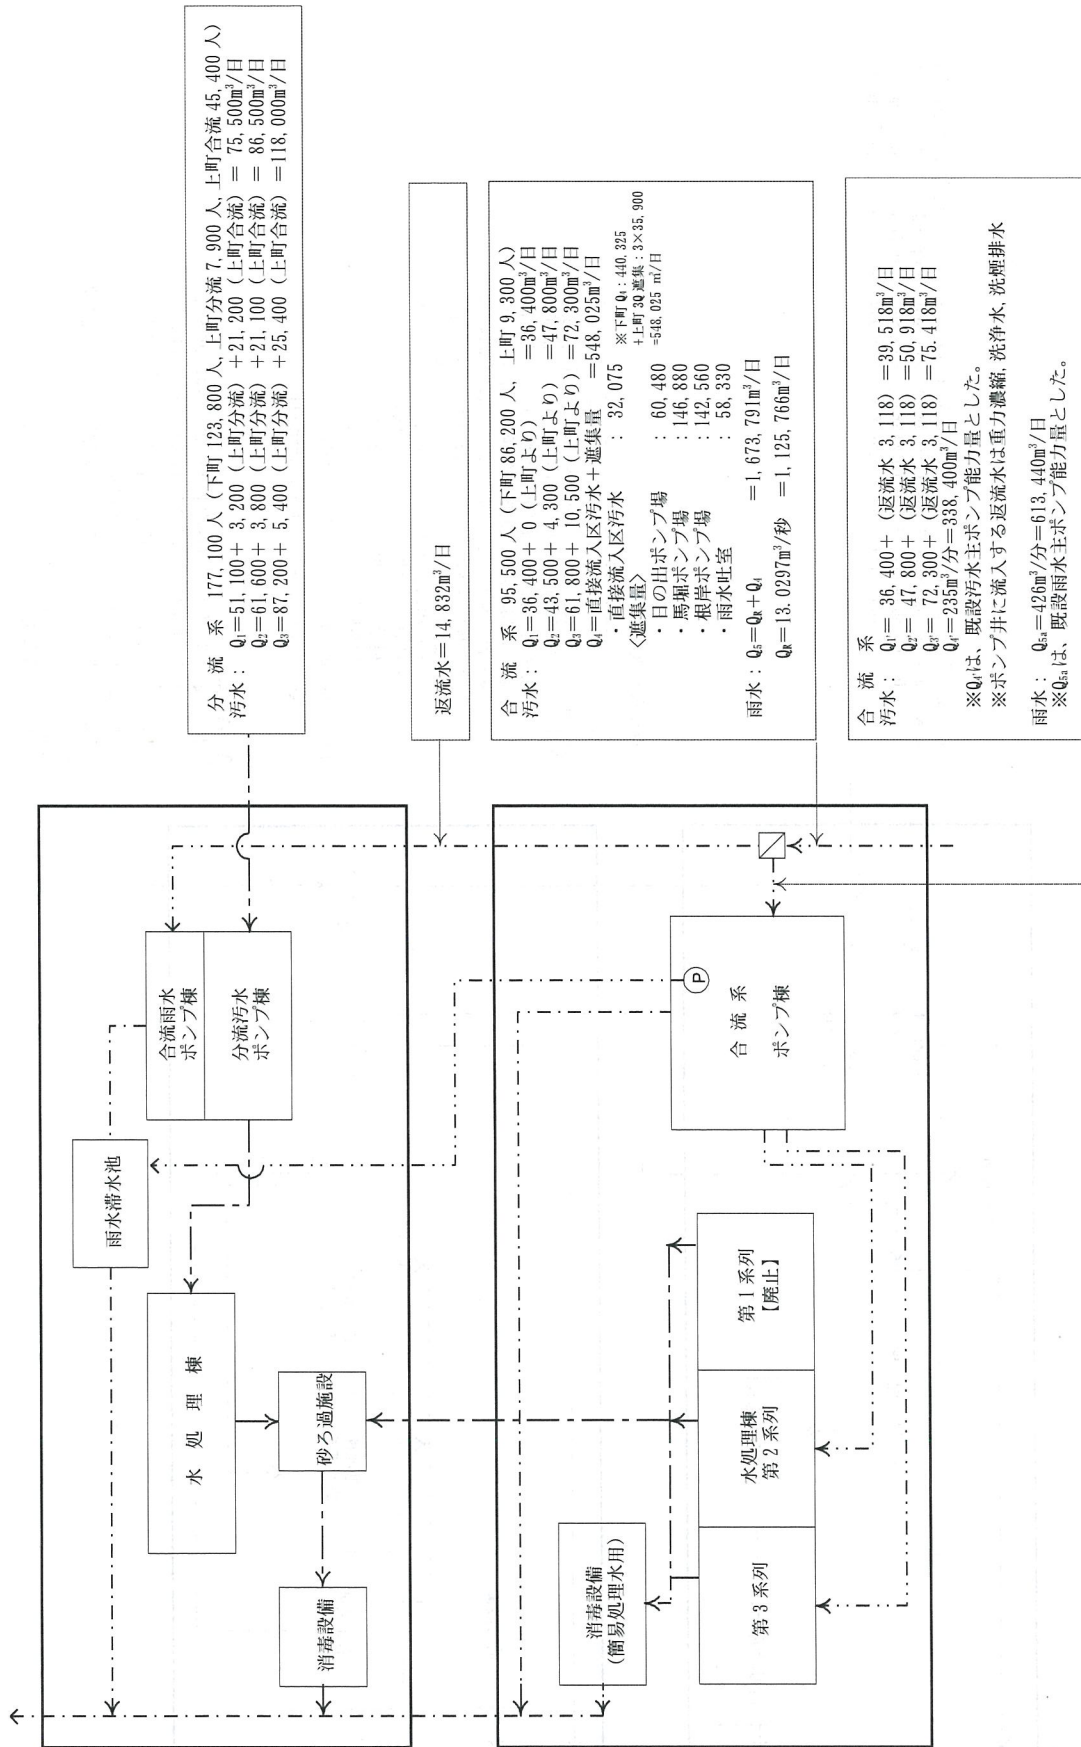 分 流 系 177,100人 (下町 123,800人, 上町分流 7,900人, 上町合流 45,400人)
汚水: Q₁=51,100+ 3,200 (上町分流) +21,200 (上町合流) = 75,500m³/日
Q₂=61,600+ 3,800 (上町分流) +21,100 (上町合流) = 86,500m³/日
Q₃=87,200+ 5,400 (上町分流) +25,400 (上町合流) =118,000m³/日
返流水=14,832m³/日
合 流 系 95,500人 (下町 86,200人, 上町 9,300人)
汚水: Q₁=36,400+ 0 (上町より) =36,400m³/日
Q₂=43,500+ 4,300 (上町より) =47,800m³/日
Q₃=61,800+ 10,500 (上町より) =72,300m³/日
Q₄=直接流入区汚水+遮集量 =548,025m³/日
・直接流入区汚水 : 32,075
〈遮集量〉
・日の出ポンプ場 : 60,480
・馬堀ポンプ場 :146,880
・根岸ポンプ場 :142,560
・雨水吐室 : 58,330
※下町 Q₄:440,325
+上町 3Q 遮集:3×35,900
=548,025 m³/日
雨水: Q₅=Q_R+Q₄ =1,673,791m³/日
Q_R=13.0297m³/秒 =1,125,766m³/日
合 流 系
汚水: Q₁'= 36,400+ (返流水 3,118) =39,518m³/日
Q₂'= 47,800+ (返流水 3,118) =50,918m³/日
Q₃'= 72,300+ (返流水 3,118) =75.418m³/日
Q₄'=235m³/分=338,400m³/日
※Q₄'は、既設汚水主ポンプ能力量とした。
※ポンプ井に流入する返流水は重力濃縮, 洗浄水, 洗煙排水
雨水: Q₅ₐ=426m³/分=613,440m³/日
※Q₅ₐは、既設雨水主ポンプ能力量とした。
合流雨水
ポンプ棟
分流汚水
ポンプ棟
雨水滞水池
水 処 理 棟
砂ろ過施設
消毒設備
P
合 流 系
ポンプ棟
第１系列
【廃止】
水処理棟
第２系列
第３系列
消毒設備
(簡易処理水用)